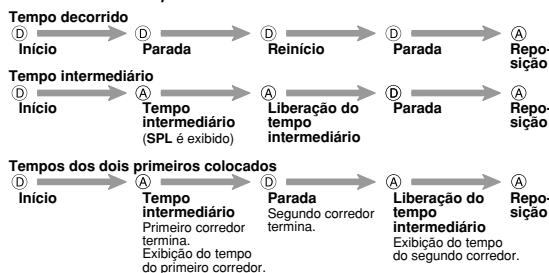 Tempo decorrido
D D D D A
Início Parada Reinício Parada Repo-
sição
Tempo intermediário
D A A D A
Início Tempo Liberação do Parada Repo-
intermediário tempo sição
(SPL é exibido) intermediário
Tempos dos dois primeiros colocados
D A D A A
Início Tempo Parada Liberação do Repo-
intermediário Segundo corredor tempo sição
Primeiro corredor termina. intermediário
termina. Exibição do tempo
Exibição do tempo do segundo corredor.
do primeiro corredor.